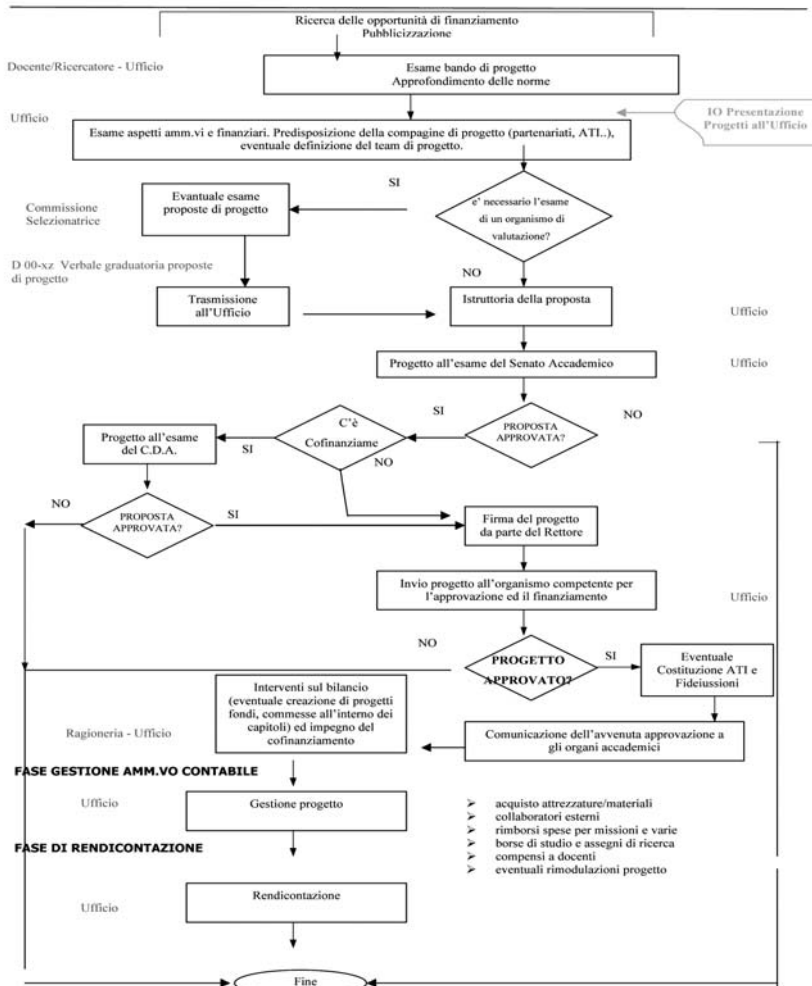 Ricerca delle opportunità di finanziamento
Pubblicizzazione
Docente/Ricercatore - Ufficio
Esame bando di progetto
Approfondimento delle norme
Ufficio
IO Presentazione
Progetti all'Ufficio
Esame aspetti amm.vi e finanziari. Predisposizione della compagine di progetto (partenariati, ATI..),
eventuale definizione del team di progetto.
SI
Commissione
Selezionatrice
Evantuale esame
proposte di progetto
e' necessario l'esame
di un organismo di
valutazione?
D 00-xz Verbale graduatoria proposte
di progetto
NO
Trasmissione
all'Ufficio
Istruttoria della proposta
Ufficio
Progetto all'esame del Senato Accademico
Ufficio
SI
NO
Progetto all'esame
del C.D.A.
SI
C'è
Cofinanziame
NO
PROPOSTA
APPROVATA?
NO
PROPOSTA
APPROVATA?
SI
Firma del progetto
da parte del Rettore
Invio progetto all'organismo competente per
l'approvazione ed il finanziamento
Ufficio
NO
PROGETTO
APPROVATO?
SI
Eventuale
Costituzione ATI e
Fideiussioni
Interventi sul bilancio
(eventuale creazione di progetti
fondi, commesse all'interno dei
capitoli) ed impegno del
cofinanziamento
Ragioneria - Ufficio
Comunicazione dell'avvenuta approvazione a
gli organi accademici
FASE GESTIONE AMM.VO CONTABILE
Ufficio
Gestione progetto
➢ acquisto attrezzature/materiali
➢ collaboratori esterni
➢ rimborsi spese per missioni e varie
➢ borse di studio e assegni di ricerca
➢ compensi a docenti
➢ eventuali rimodulazioni progetto
FASE DI RENDICONTAZIONE
Ufficio
Rendicontazione
Fine